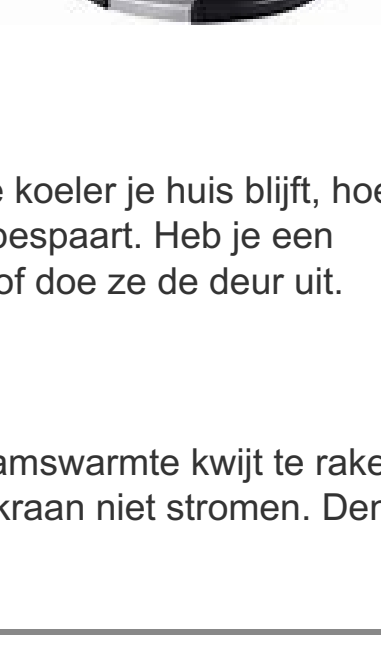 koeler je huis blijft, hoe
bespaart. Heb je een
of doe ze de deur uit.
amswarmte kwijt te rake
kraan niet stromen. Den